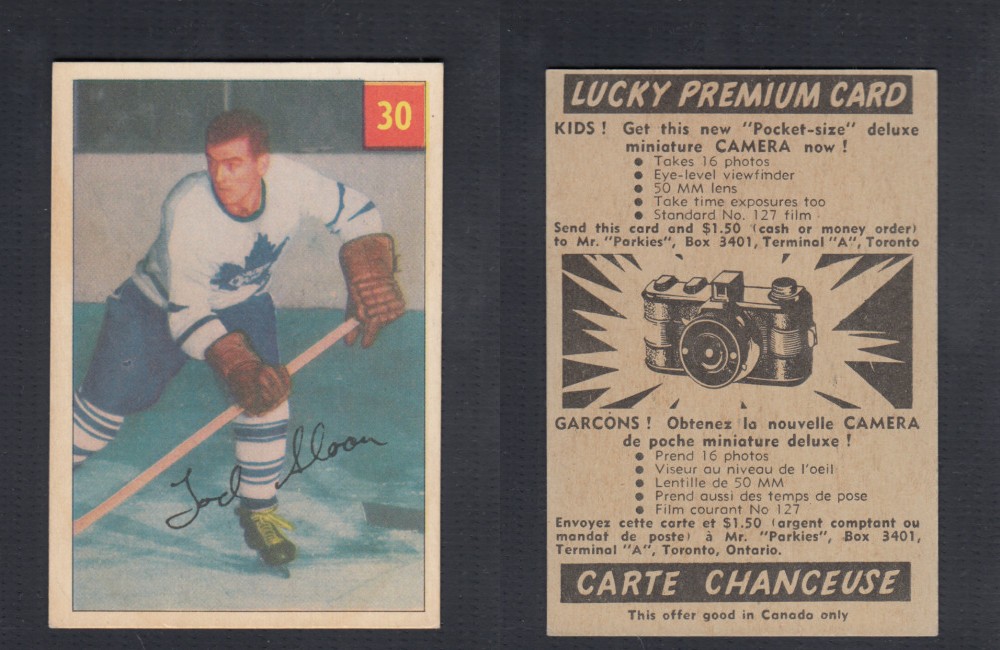 30
Tod Sloan
LUCKY PREMIUM CARD
KIDS ! Get this new "Pocket-size" deluxe
miniature CAMERA now !
● Takes 16 photos
● Eye-level viewfinder
● 50 MM lens
● Take time exposures too
● Standard No. 127 film
Send this card and $1.50 (cash or money order)
to Mr. "Parkies", Box 3401, Terminal "A", Toronto
GARCONS ! Obtenez la nouvelle CAMERA
de poche miniature deluxe !
● Prend 16 photos
● Viseur au niveau de l'oeil
● Lentille de 50 MM
● Prend aussi des temps de pose
● Film courant No 127
Envoyez cette carte et $1.50 (argent comptant ou
mandat de poste) à Mr. "Parkies", Box 3401,
Terminal "A", Toronto, Ontario.
CARTE CHANCEUSE
This offer good in Canada only